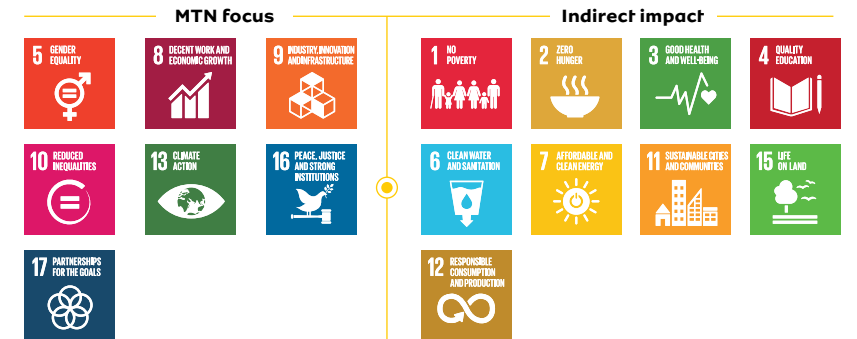 MTN focus
5 GENDER
EQUALITY
8 DECENT WORK AND
ECONOMIC GROWTH
9 INDUSTRY, INNOVATION
AND INFRASTRUCTURE
10 REDUCED
INEQUALITIES
13 CLIMATE
ACTION
16 PEACE, JUSTICE
AND STRONG
INSTITUTIONS
17 PARTNERSHIPS
FOR THE GOALS
Indirect impact
1 NO
POVERTY
2 ZERO
HUNGER
3 GOOD HEALTH
AND WELL-BEING
4 QUALITY
EDUCATION
6 CLEAN WATER
AND SANITATION
7 AFFORDABLE AND
CLEAN ENERGY
11 SUSTAINABLE CITIES
AND COMMUNITIES
15 LIFE
ON LAND
12 RESPONSIBLE
CONSUMPTION
AND PRODUCTION